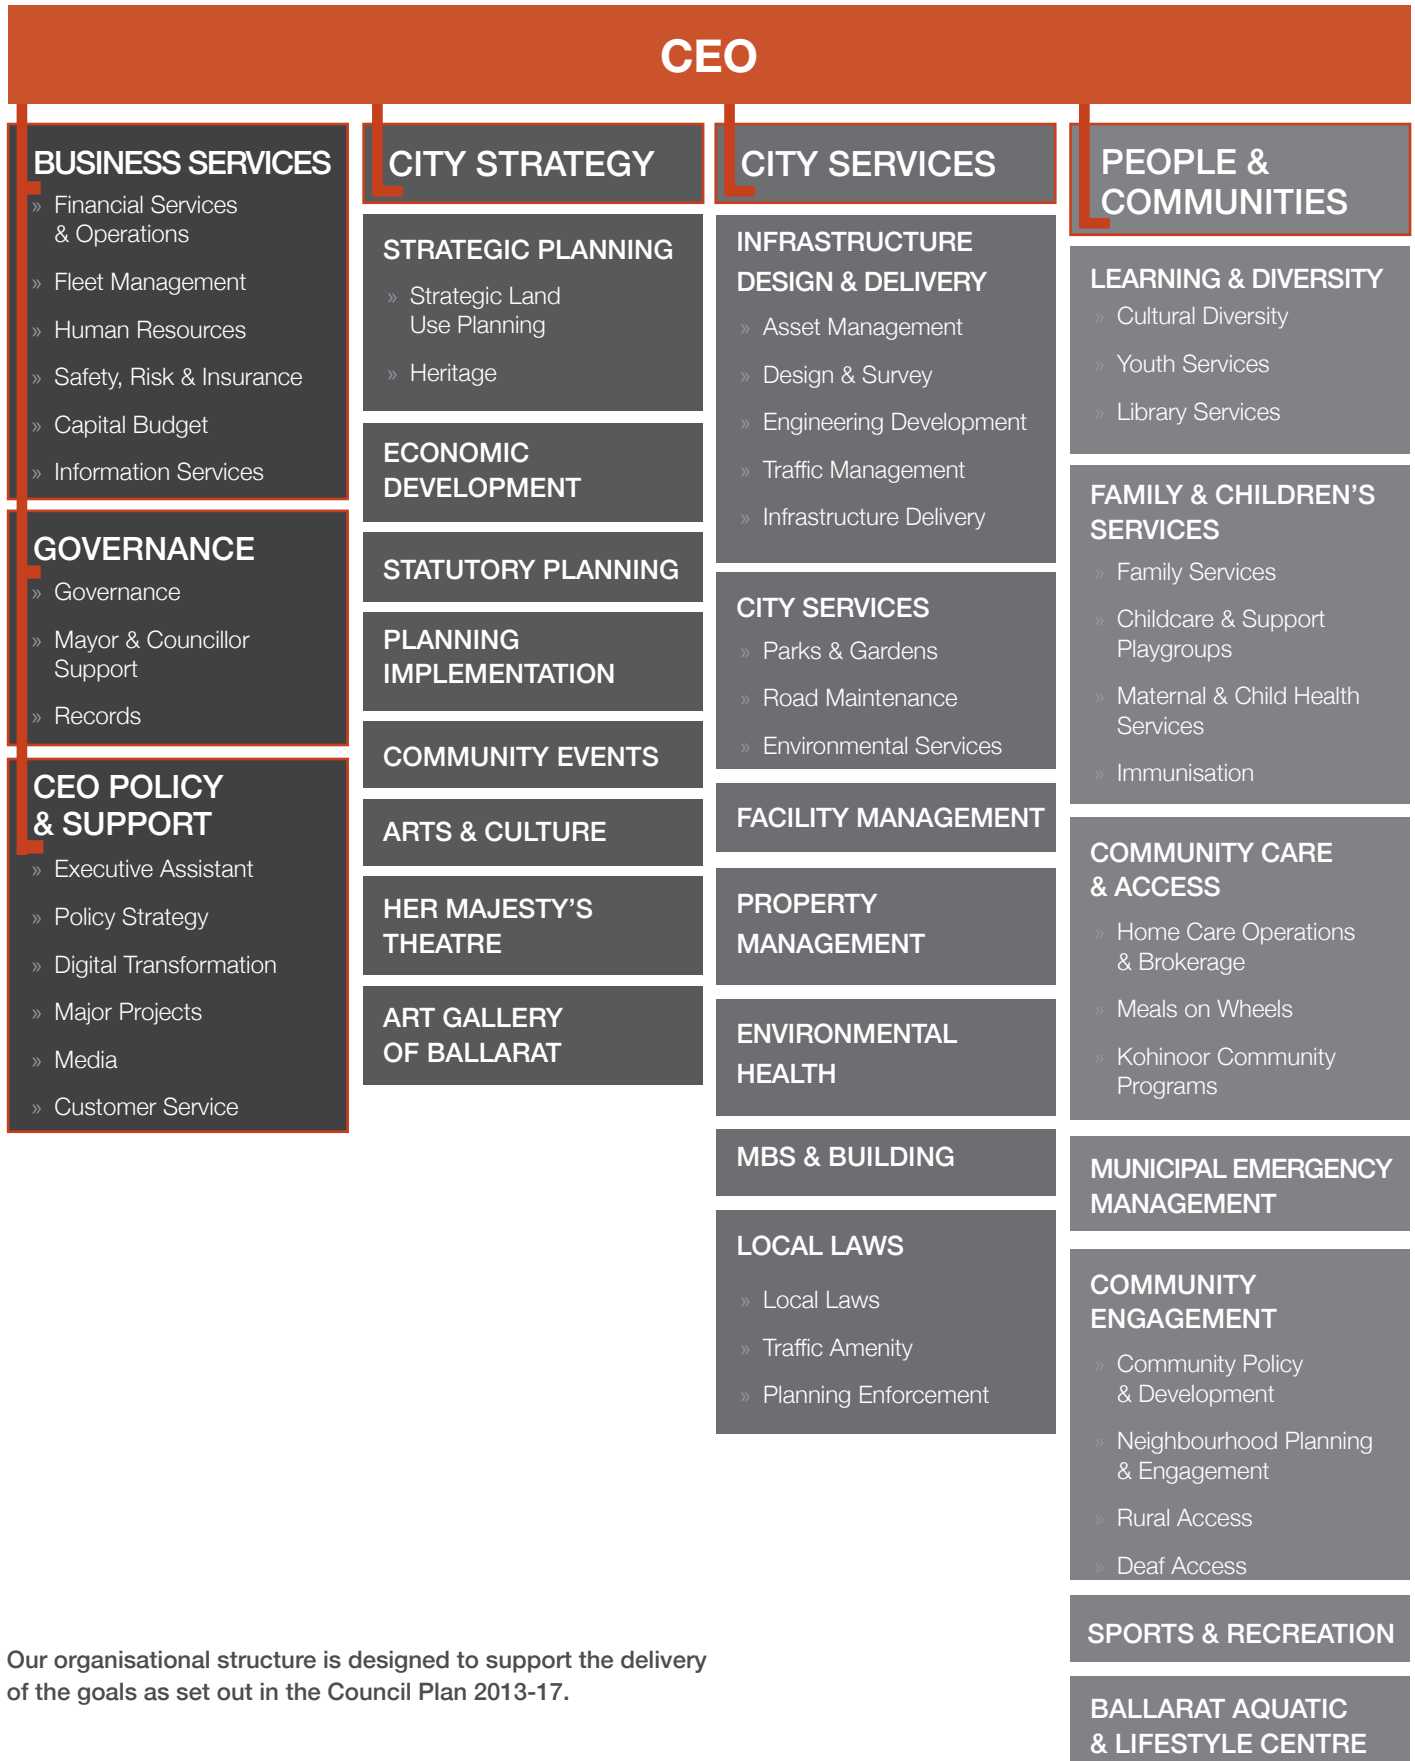 CEO
BUSINESS SERVICES
» Financial Services
& Operations
» Fleet Management
» Human Resources
» Safety, Risk & Insurance
» Capital Budget
» Information Services
GOVERNANCE
» Governance
» Mayor & Councillor
Support
» Records
CEO POLICY
& SUPPORT
» Executive Assistant
» Policy Strategy
» Digital Transformation
» Major Projects
» Media
» Customer Service
CITY STRATEGY
STRATEGIC PLANNING
» Strategic Land
Use Planning
» Heritage
ECONOMIC
DEVELOPMENT
STATUTORY PLANNING
PLANNING
IMPLEMENTATION
COMMUNITY EVENTS
ARTS & CULTURE
HER MAJESTY’S
THEATRE
ART GALLERY
OF BALLARAT
CITY SERVICES
INFRASTRUCTURE
DESIGN & DELIVERY
» Asset Management
» Design & Survey
» Engineering Development
» Traffic Management
» Infrastructure Delivery
CITY SERVICES
» Parks & Gardens
» Road Maintenance
» Environmental Services
FACILITY MANAGEMENT
PROPERTY
MANAGEMENT
ENVIRONMENTAL
HEALTH
MBS & BUILDING
LOCAL LAWS
» Local Laws
» Traffic Amenity
» Planning Enforcement
PEOPLE &
COMMUNITIES
LEARNING & DIVERSITY
» Cultural Diversity
» Youth Services
» Library Services
FAMILY & CHILDREN’S
SERVICES
» Family Services
» Childcare & Support
Playgroups
» Maternal & Child Health
Services
» Immunisation
COMMUNITY CARE
& ACCESS
» Home Care Operations
& Brokerage
» Meals on Wheels
» Kohinoor Community
Programs
MUNICIPAL EMERGENCY
MANAGEMENT
COMMUNITY
ENGAGEMENT
» Community Policy
& Development
» Neighbourhood Planning
& Engagement
» Rural Access
» Deaf Access
SPORTS & RECREATION
BALLARAT AQUATIC
& LIFESTYLE CENTRE
Our organisational structure is designed to support the delivery
of the goals as set out in the Council Plan 2013-17.